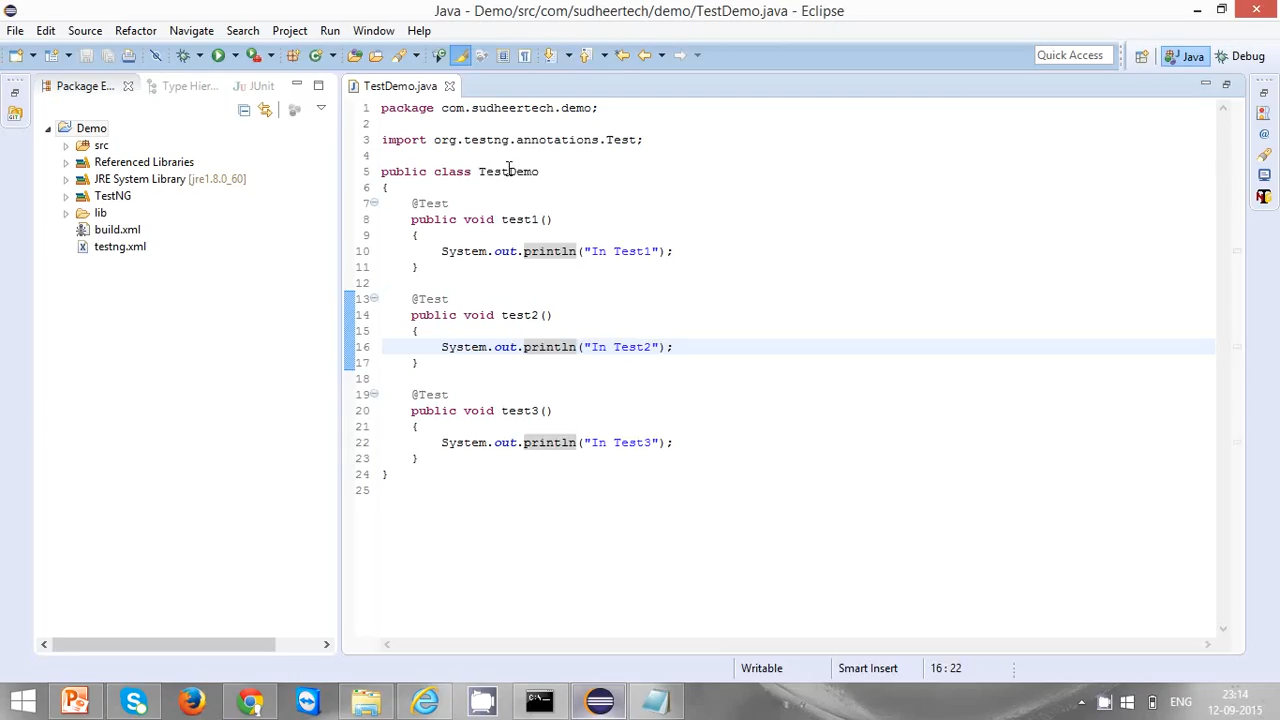 Java - Demo/src/com/sudheertech/demo/TestDemo.java - Eclipse
File Edit Source Refactor Navigate Search Project Run Window Help
Quick Access
Java
Debug
Package E...
Type Hier...
JUnit
Demo
src
Referenced Libraries
JRE System Library [jre1.8.0_60]
TestNG
lib
build.xml
testng.xml
TestDemo.java
1 package com.sudheertech.demo;
2
3 import org.testng.annotations.Test;
4
5 public class TestDemo
6 {
7 @Test
8 public void test1()
9 {
10 System.out.println("In Test1");
11 }
12
13 @Test
14 public void test2()
15 {
16 System.out.println("In Test2");
17 }
18
19 @Test
20 public void test3()
21 {
22 System.out.println("In Test3");
23 }
24 }
25
Writable Smart Insert 16 : 22
ENG
23:14
12-09-2015